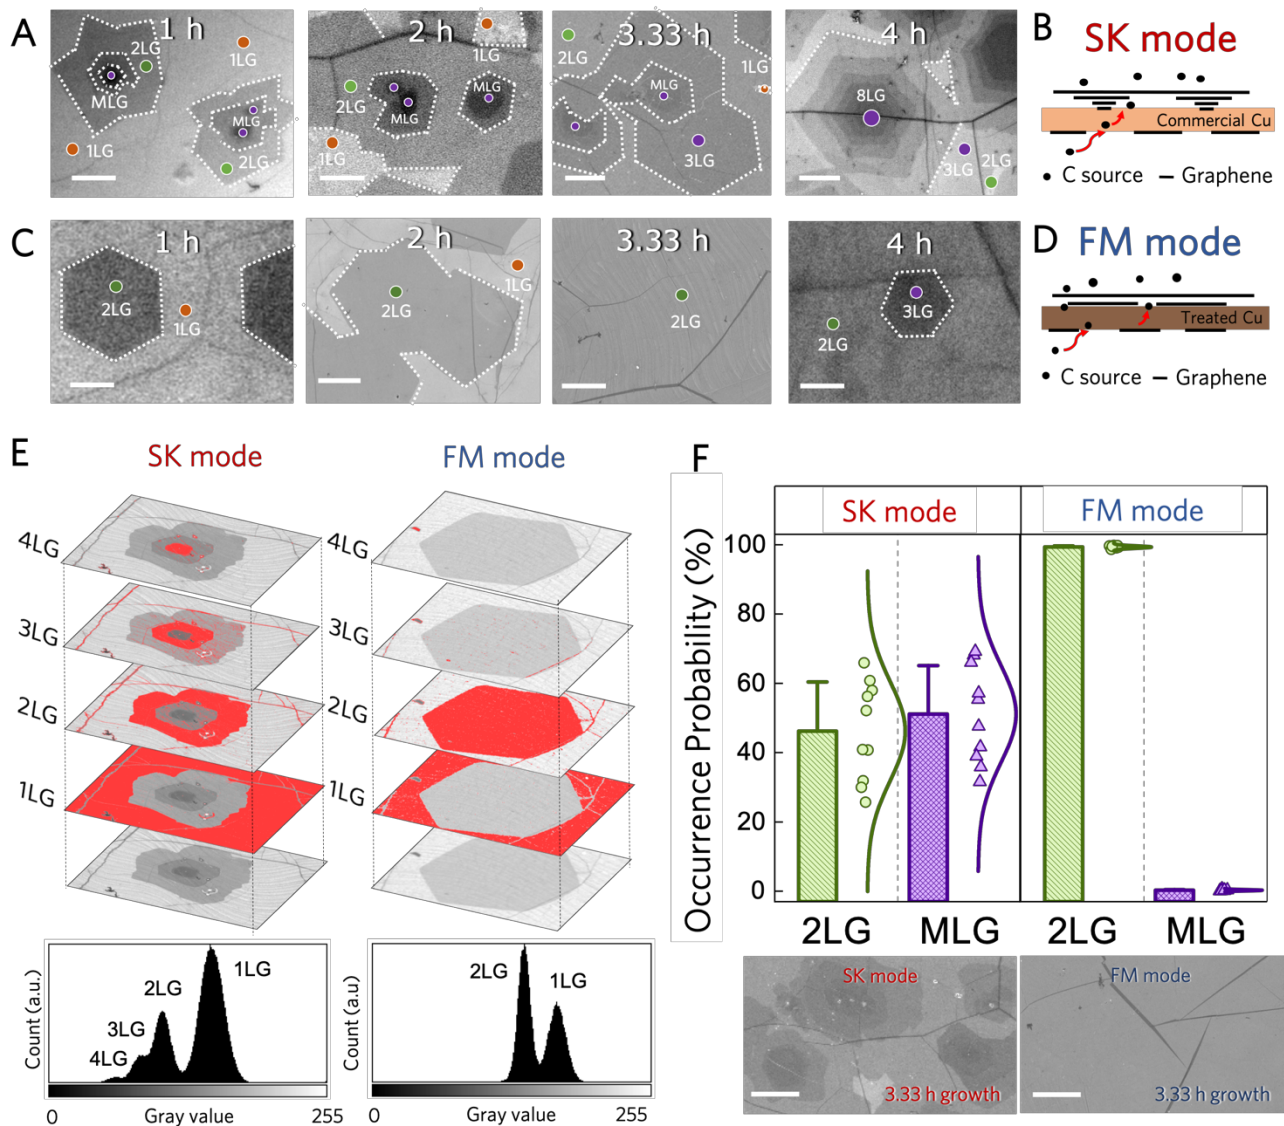 A
1 h
2LG
1LG
MLG
MLG
1LG
2LG
2 h
1LG
2LG
MLG
MLG
1LG
3.33 h
2LG
1LG
MLG
3LG
4 h
8LG
3LG
2LG
B
SK mode
Commercial Cu
C source
Graphene
C
1 h
2LG
1LG
2 h
1LG
2LG
3.33 h
2LG
4 h
3LG
2LG
D
FM mode
Treated Cu
C source
Graphene
E
SK mode
4LG
3LG
2LG
1LG
FM mode
4LG
3LG
2LG
1LG
Count (a.u.)
1LG
2LG
3LG
4LG
0
Gray value
255
Count (a.u)
2LG
1LG
0
Gray value
255
F
SK mode
FM mode
Occurrence Probability (%)
100
80
60
40
20
0
2LG
MLG
2LG
MLG
SK mode
3.33 h growth
FM mode
3.33 h growth